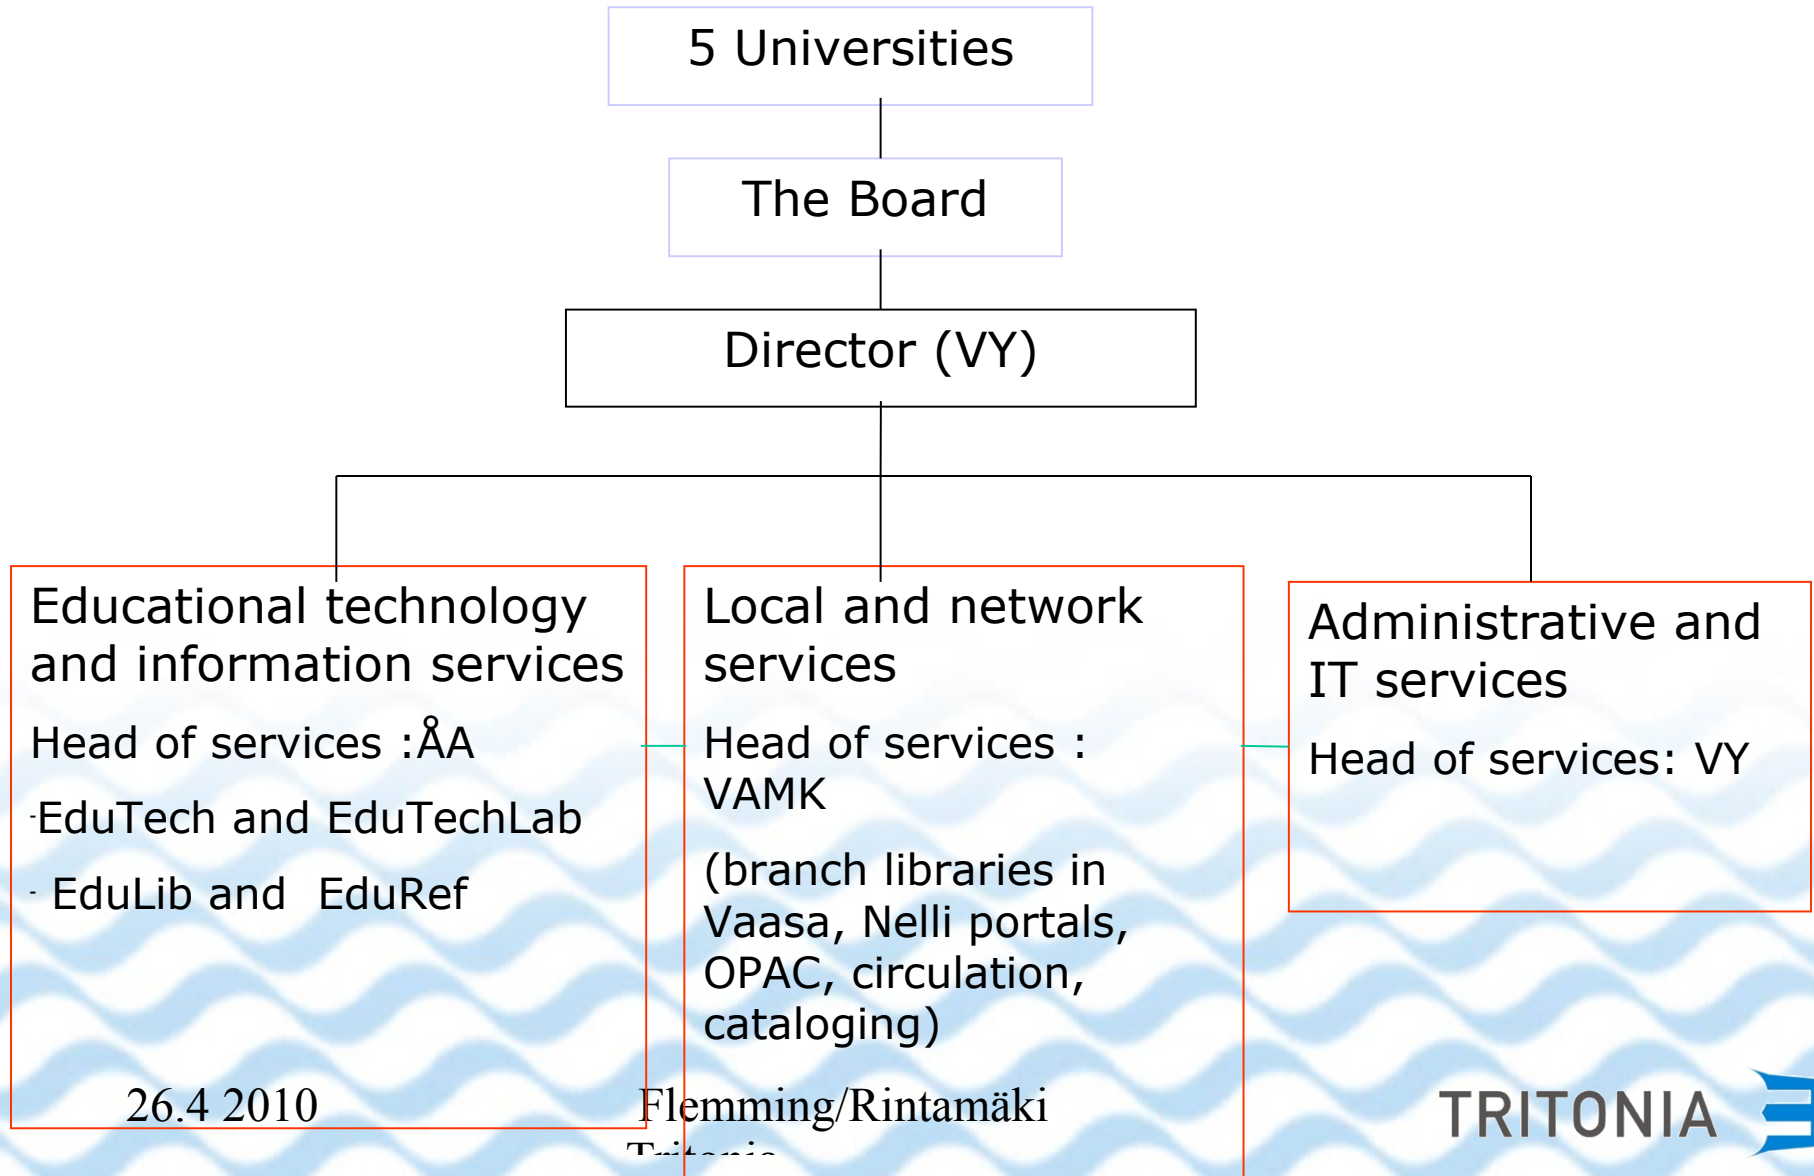 5 Universities
The Board
Director (VY)
Educational technology
and information services
Head of services :ÅA
-EduTech and EduTechLab
- EduLib and EduRef
Local and network
services
Head of services :
VAMK
(branch libraries in
Vaasa, Nelli portals,
OPAC, circulation,
cataloging)
Administrative and
IT services
Head of services: VY
26.4 2010
Flemming/Rintamäki
Tritonia
TRITONIA